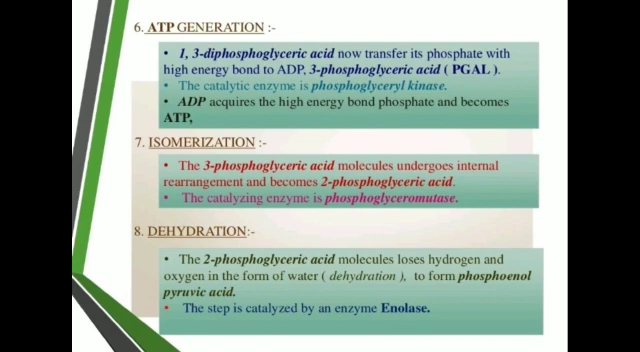 6. ATP GENERATION :-
• 1, 3-diphosphoglyceric acid now transfer its phosphate with
high energy bond to ADP, 3-phosphoglyceric acid ( PGAL ).
• The catalytic enzyme is phosphoglyceryl kinase.
• ADP acquires the high energy bond phosphate and becomes
ATP,
7. ISOMERIZATION :-
• The 3-phosphoglyceric acid molecules undergoes internal
rearrangement and becomes 2-phosphoglyceric acid.
• The catalyzing enzyme is phosphoglyceromutase.
8. DEHYDRATION:-
• The 2-phosphoglyceric acid molecules loses hydrogen and
oxygen in the form of water ( dehydration ), to form phosphoenol
pyruvic acid.
• The step is catalyzed by an enzyme Enolase.